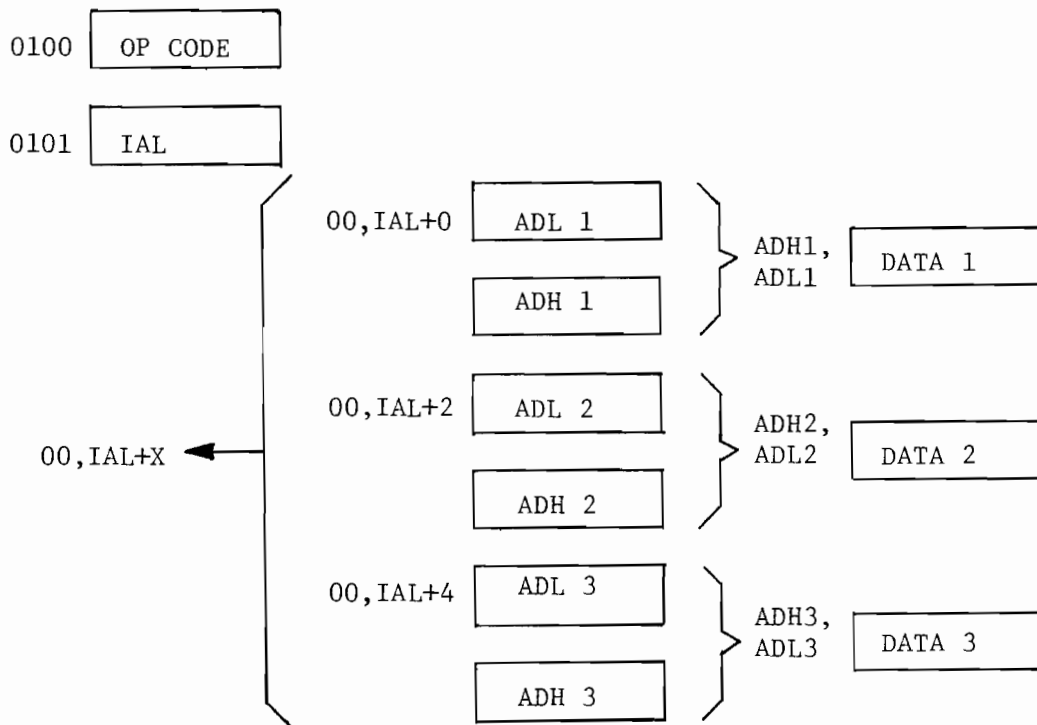 0100 OP CODE
0101 IAL
00,IAL+0 ADL 1
ADH1,
ADL1
DATA 1
ADH 1
00,IAL+2 ADL 2
ADH2,
ADL2
DATA 2
00,IAL+X
ADH 2
00,IAL+4 ADL 3
ADH3,
ADL3
DATA 3
ADH 3